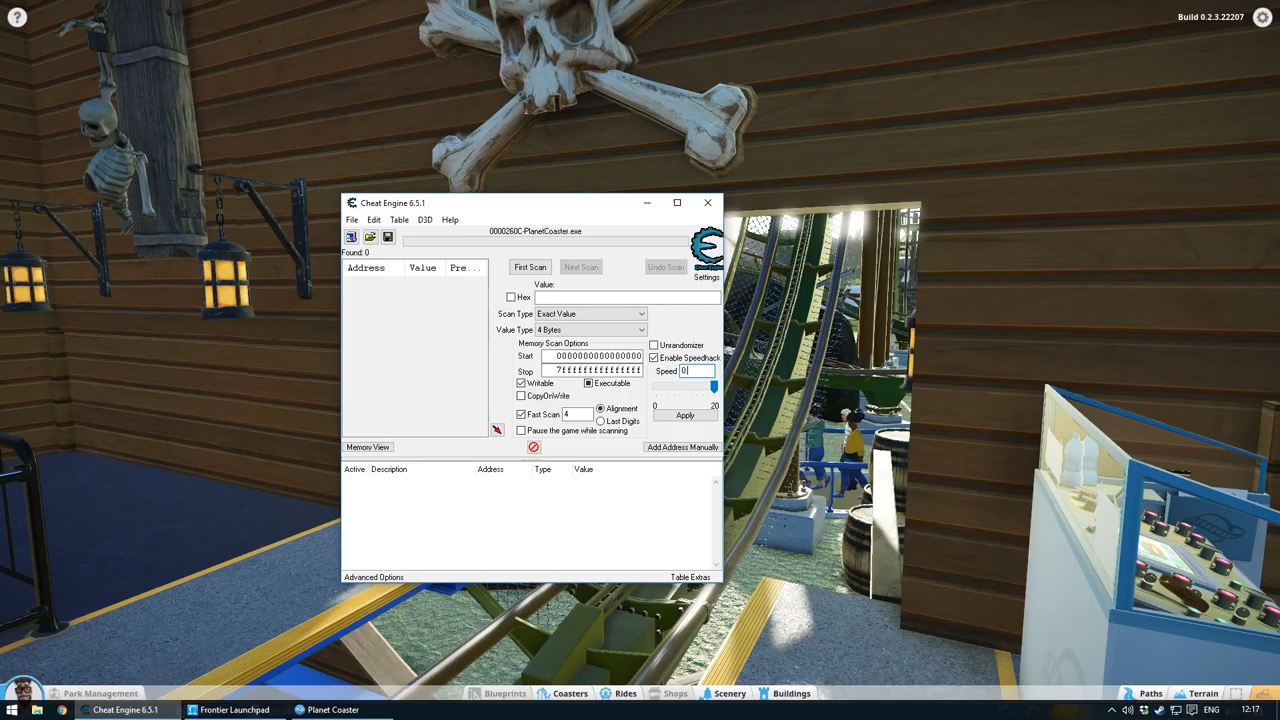 ?
Build 0.2.3.22207
Cheat Engine 6.5.1
File Edit Table D3D Help
0000260C-PlanetCoaster.exe
Found: 0
Address Value Pre...
First Scan Next Scan Undo Scan
Settings
Value:
Hex
Scan Type Exact Value
Value Type 4 Bytes
Memory Scan Options
Unrandomizer
Start 0000000000000000
Enable Speedhack
Stop 7fffffffffffffff
Speed 0.
Writable Executable
CopyOnWrite
0 20
Fast Scan 4 Alignment
Last Digits
Apply
Pause the game while scanning
Memory View
Add Address Manually
Active Description Address Type Value
Advanced Options
Table Extras
Park Management
Blueprints Coasters Rides Shops Scenery Buildings
Paths Terrain
Cheat Engine 6.5.1 Frontier Launchpad Planet Coaster
ENG 12:17